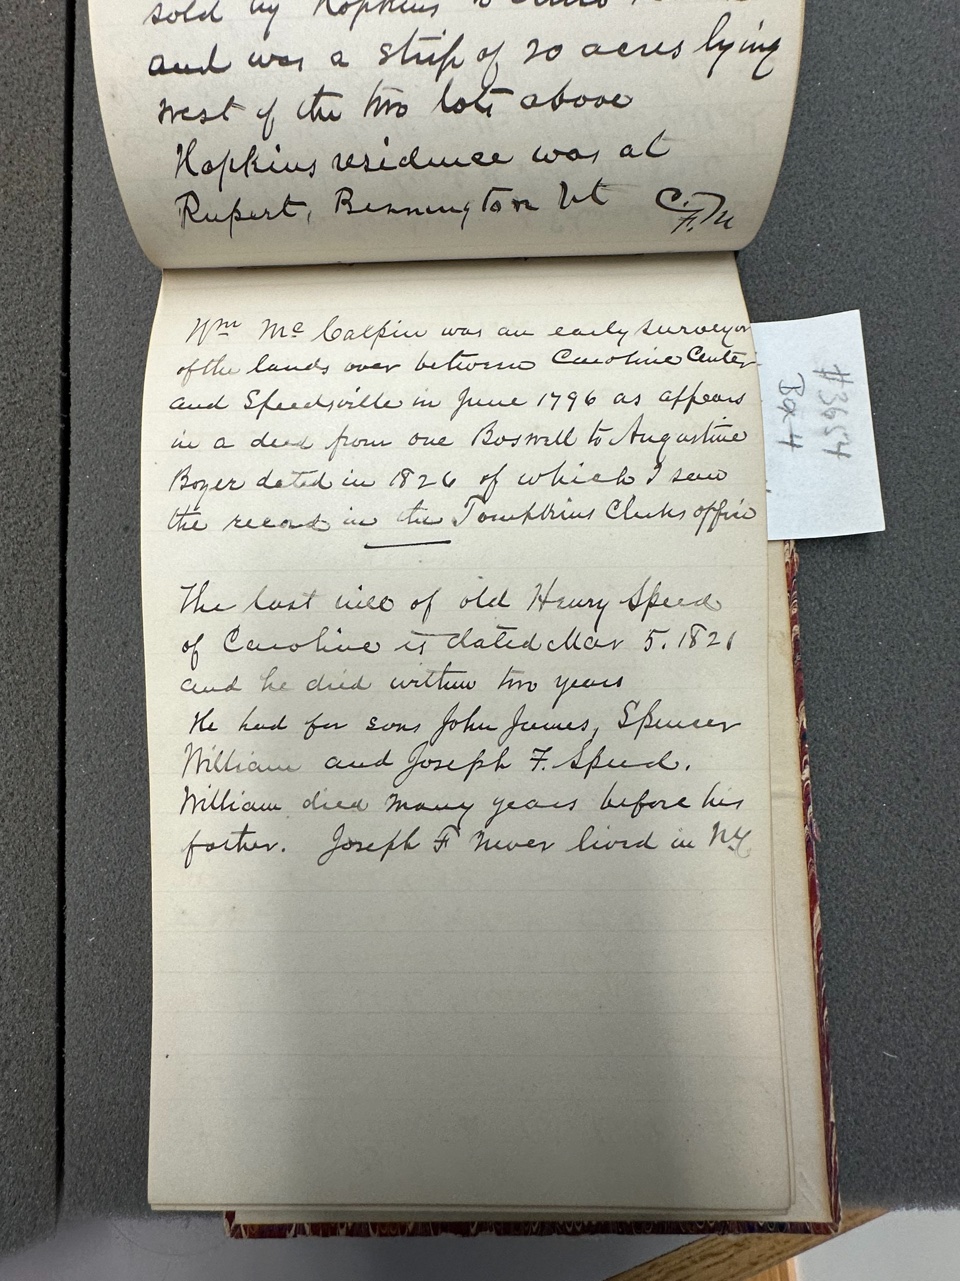 sold by Hopkins to
and was a strip of 20 acres lying
west of the two lots above
Hopkins residence was at
Rupert, Bennington Vt C.F.M
Wm Mc Calpin was an early surveyor
of the lands over between Caroline Center
and Speedsville in June 1796 as appears
in a deed from one Boswell to Augustine
Boyer dated in 1826 of which I saw
the record in the Tompkins Clerks office
The last will of old Henry Speed
of Caroline is dated Mar 5. 1821
and he died within two years
He had for sons John James, Spencer
William and Joseph F. Speed.
William died many years before his
father. Joseph F never lived in N.Y.
#3654
Box 4